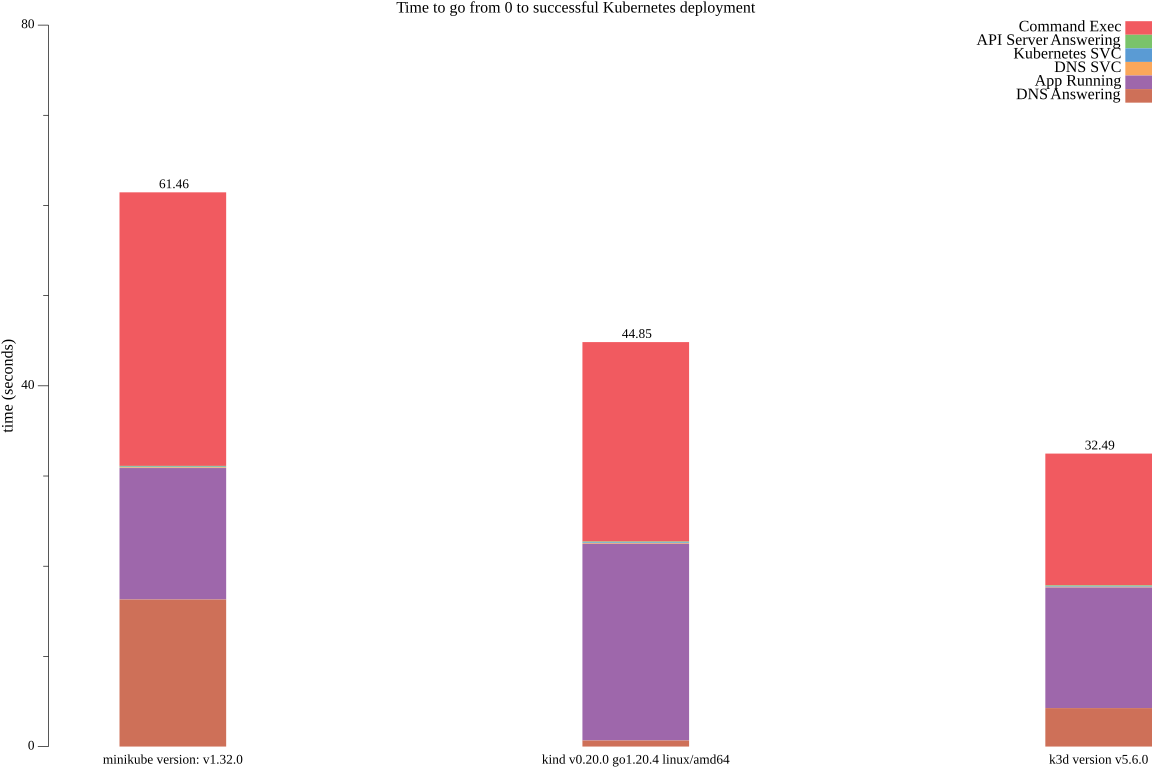 Time to go from 0 to successful Kubernetes deployment
80
Command Exec
API Server Answering
Kubernetes SVC
DNS SVC
App Running
DNS Answering
61.46
44.85
40
time (seconds)
32.49
0
minikube version: v1.32.0
kind v0.20.0 go1.20.4 linux/amd64
k3d version v5.6.0